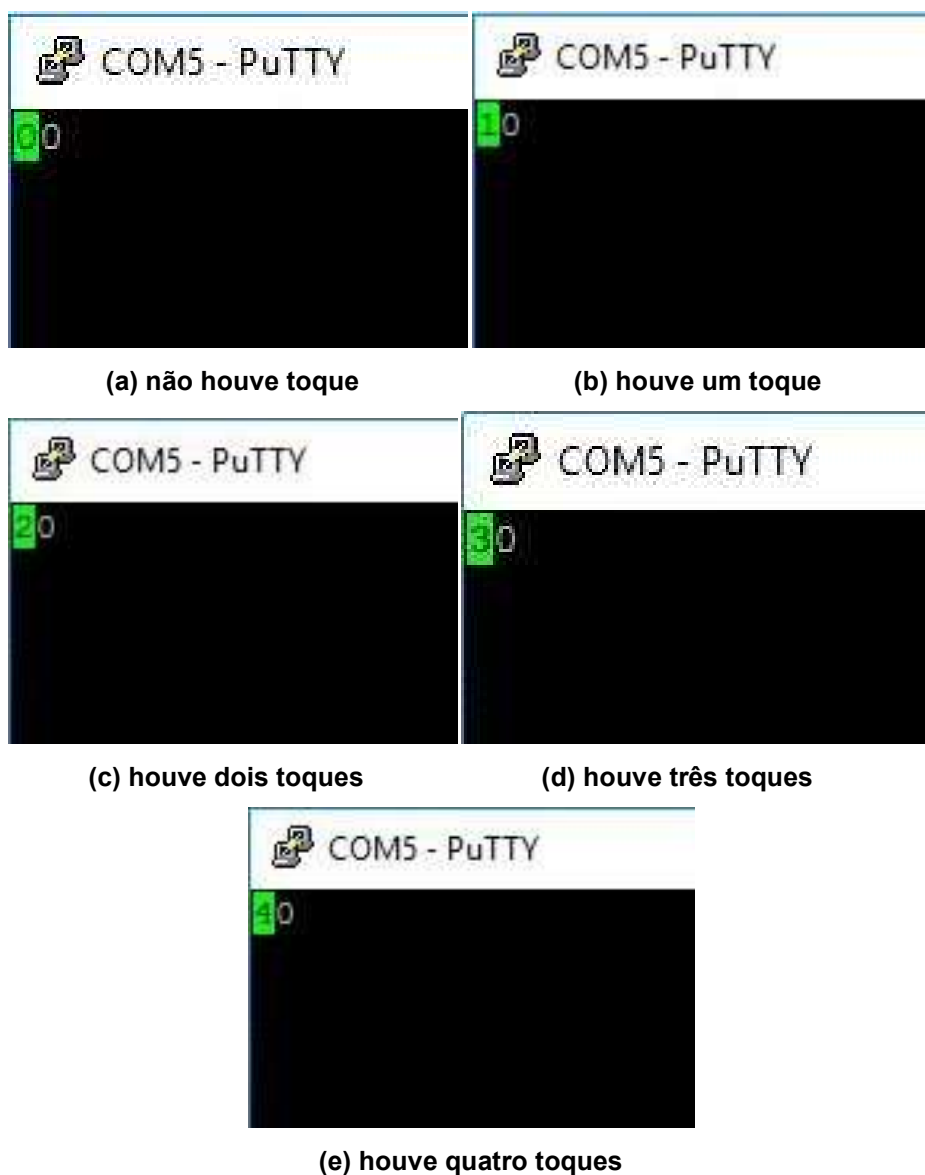 COM5 - PuTTY
00
COM5 - PuTTY
10
(a) não houve toque
(b) houve um toque
COM5 - PuTTY
20
COM5 - PuTTY
30
(c) houve dois toques
(d) houve três toques
COM5 - PuTTY
40
(e) houve quatro toques